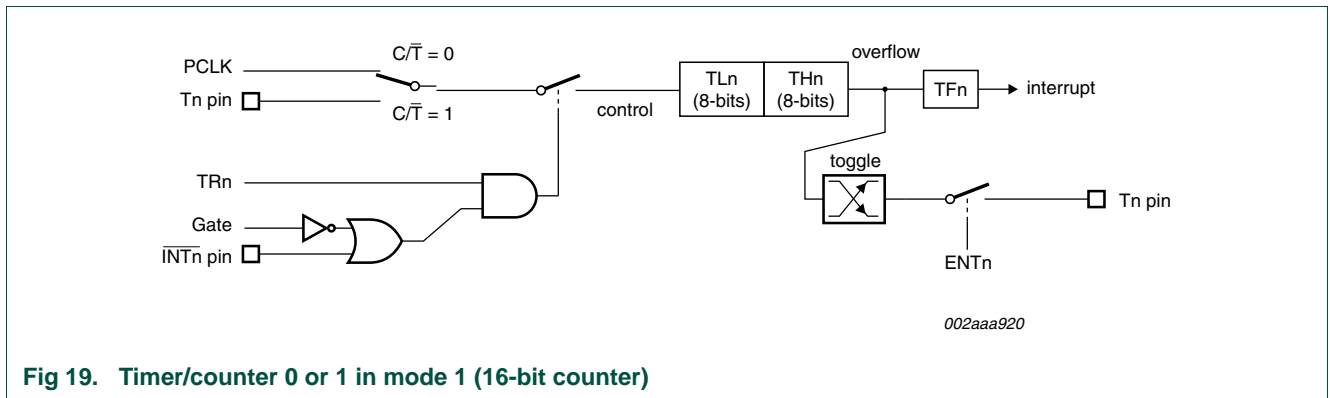 PCLK
C/T̅ = 0
Tn pin
C/T̅ = 1
control
TLn
(8-bits)
THn
(8-bits)
overflow
TFn
interrupt
toggle
TRn
Gate
I̅N̅T̅n̅ pin
Tn pin
ENTn
002aaa920
Fig 19. Timer/counter 0 or 1 in mode 1 (16-bit counter)